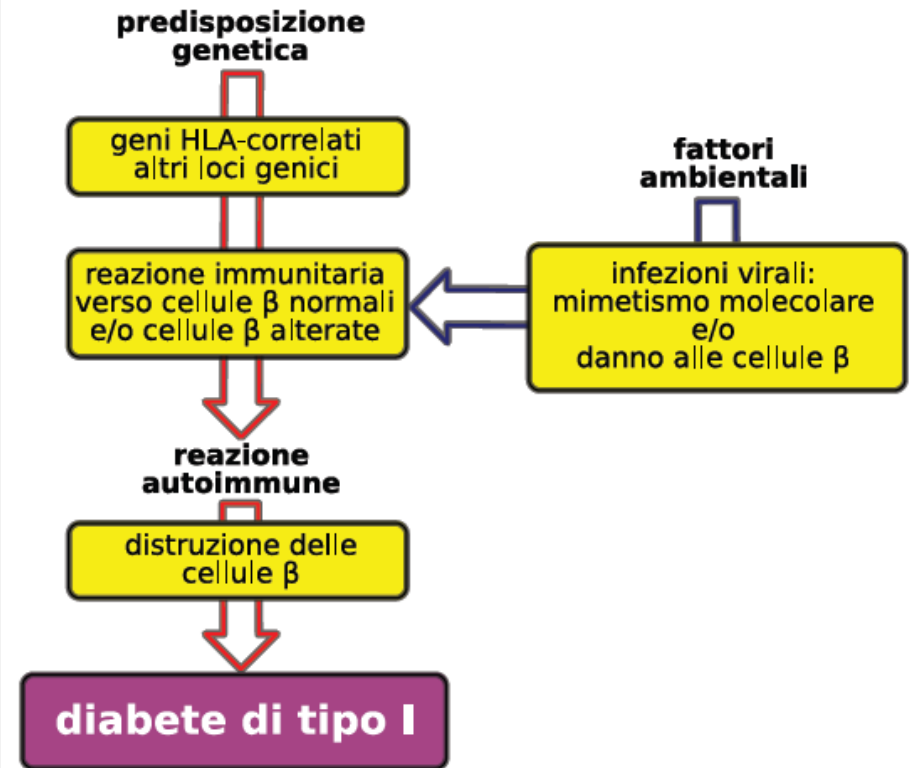 predisposizione
genetica
geni HLA-correlati
altri loci genici
fattori
ambientali
reazione immunitaria
verso cellule β normali
e/o cellule β alterate
infezioni virali:
mimetismo molecolare
e/o
danno alle cellule β
reazione
autoimmune
distruzione delle
cellule β
diabete di tipo I